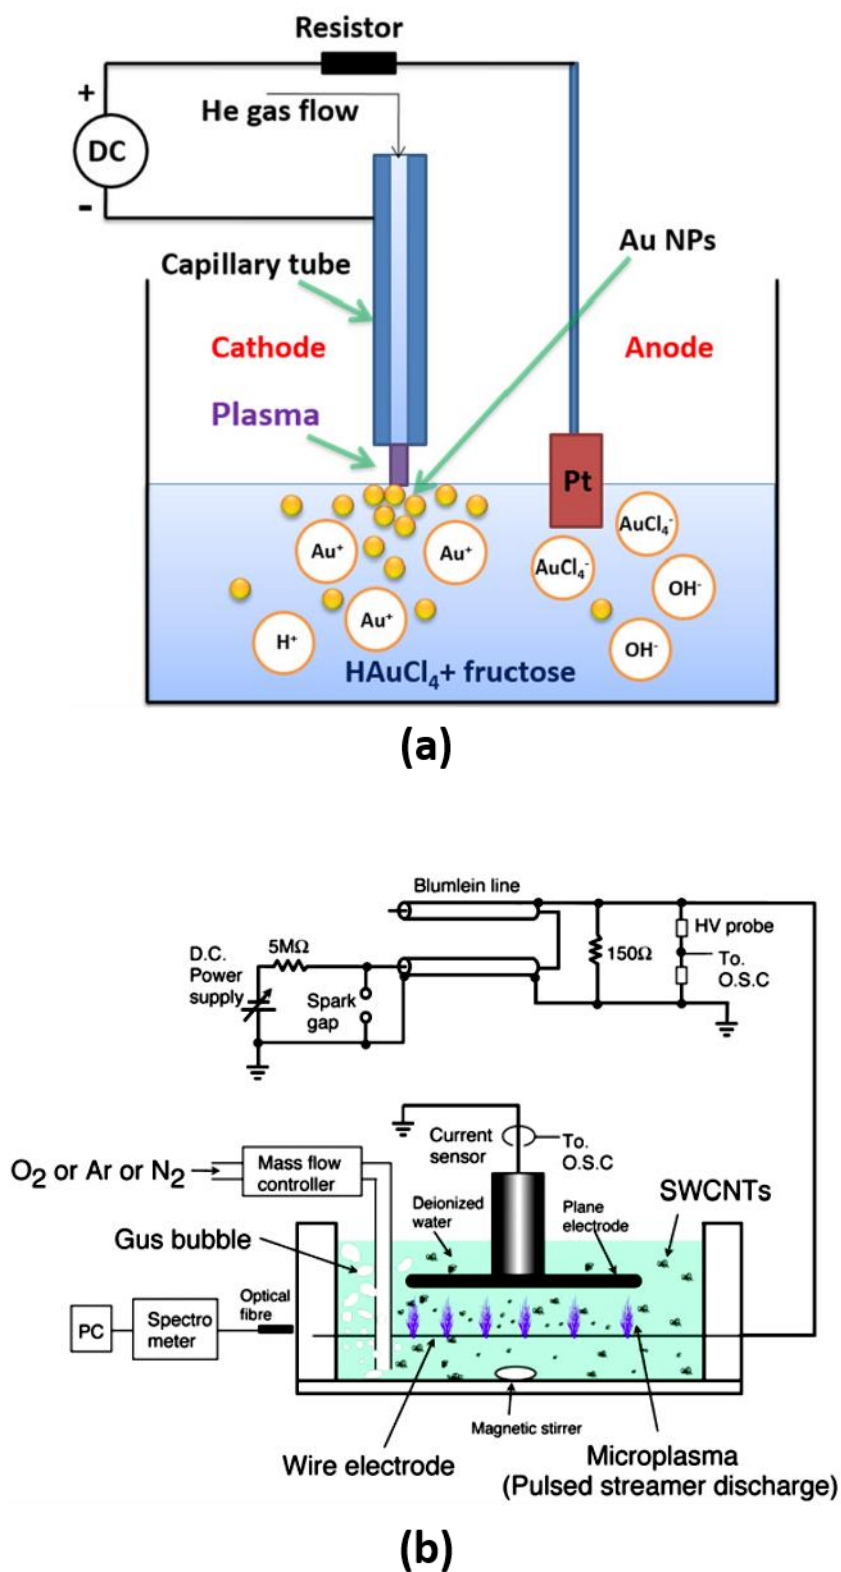 Resistor
+
He gas flow
DC
-
Au NPs
Capillary tube
Cathode
Anode
Plasma
Pt
AuCl₄⁻
Au⁺
Au⁺
AuCl₄⁻
OH⁻
Au⁺
H⁺
OH⁻
HAuCl₄+ fructose
(a)
Blumlein line
D.C.
Power
supply
5MΩ
Spark
gap
150Ω
HV probe
To.
O.S.C
Current
sensor
To.
O.S.C
O₂ or Ar or N₂
Mass flow
controller
Deionized
water
Plane
electrode
SWCNTs
Gus bubble
Optical
fibre
PC
Spectro
meter
Magnetic stirrer
Wire electrode
Microplasma
(Pulsed streamer discharge)
(b)